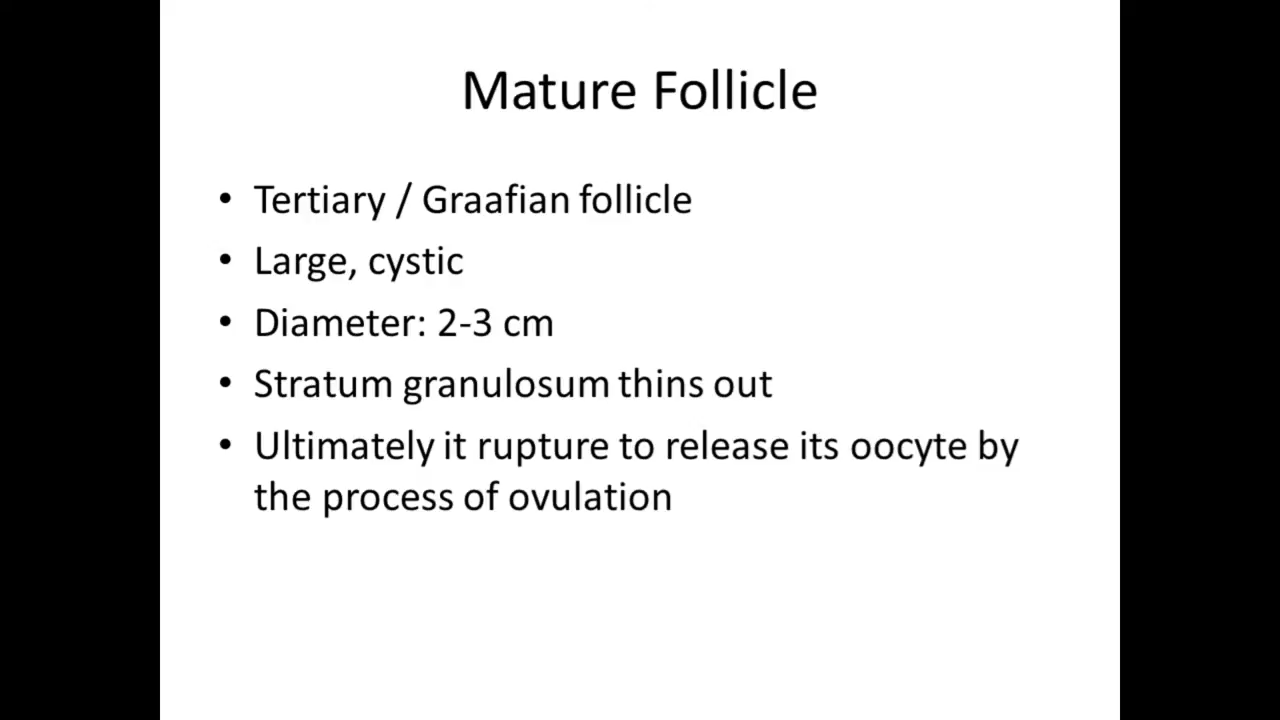 Mature Follicle
• Tertiary / Graafian follicle
• Large, cystic
• Diameter: 2-3 cm
• Stratum granulosum thins out
• Ultimately it rupture to release its oocyte by
the process of ovulation